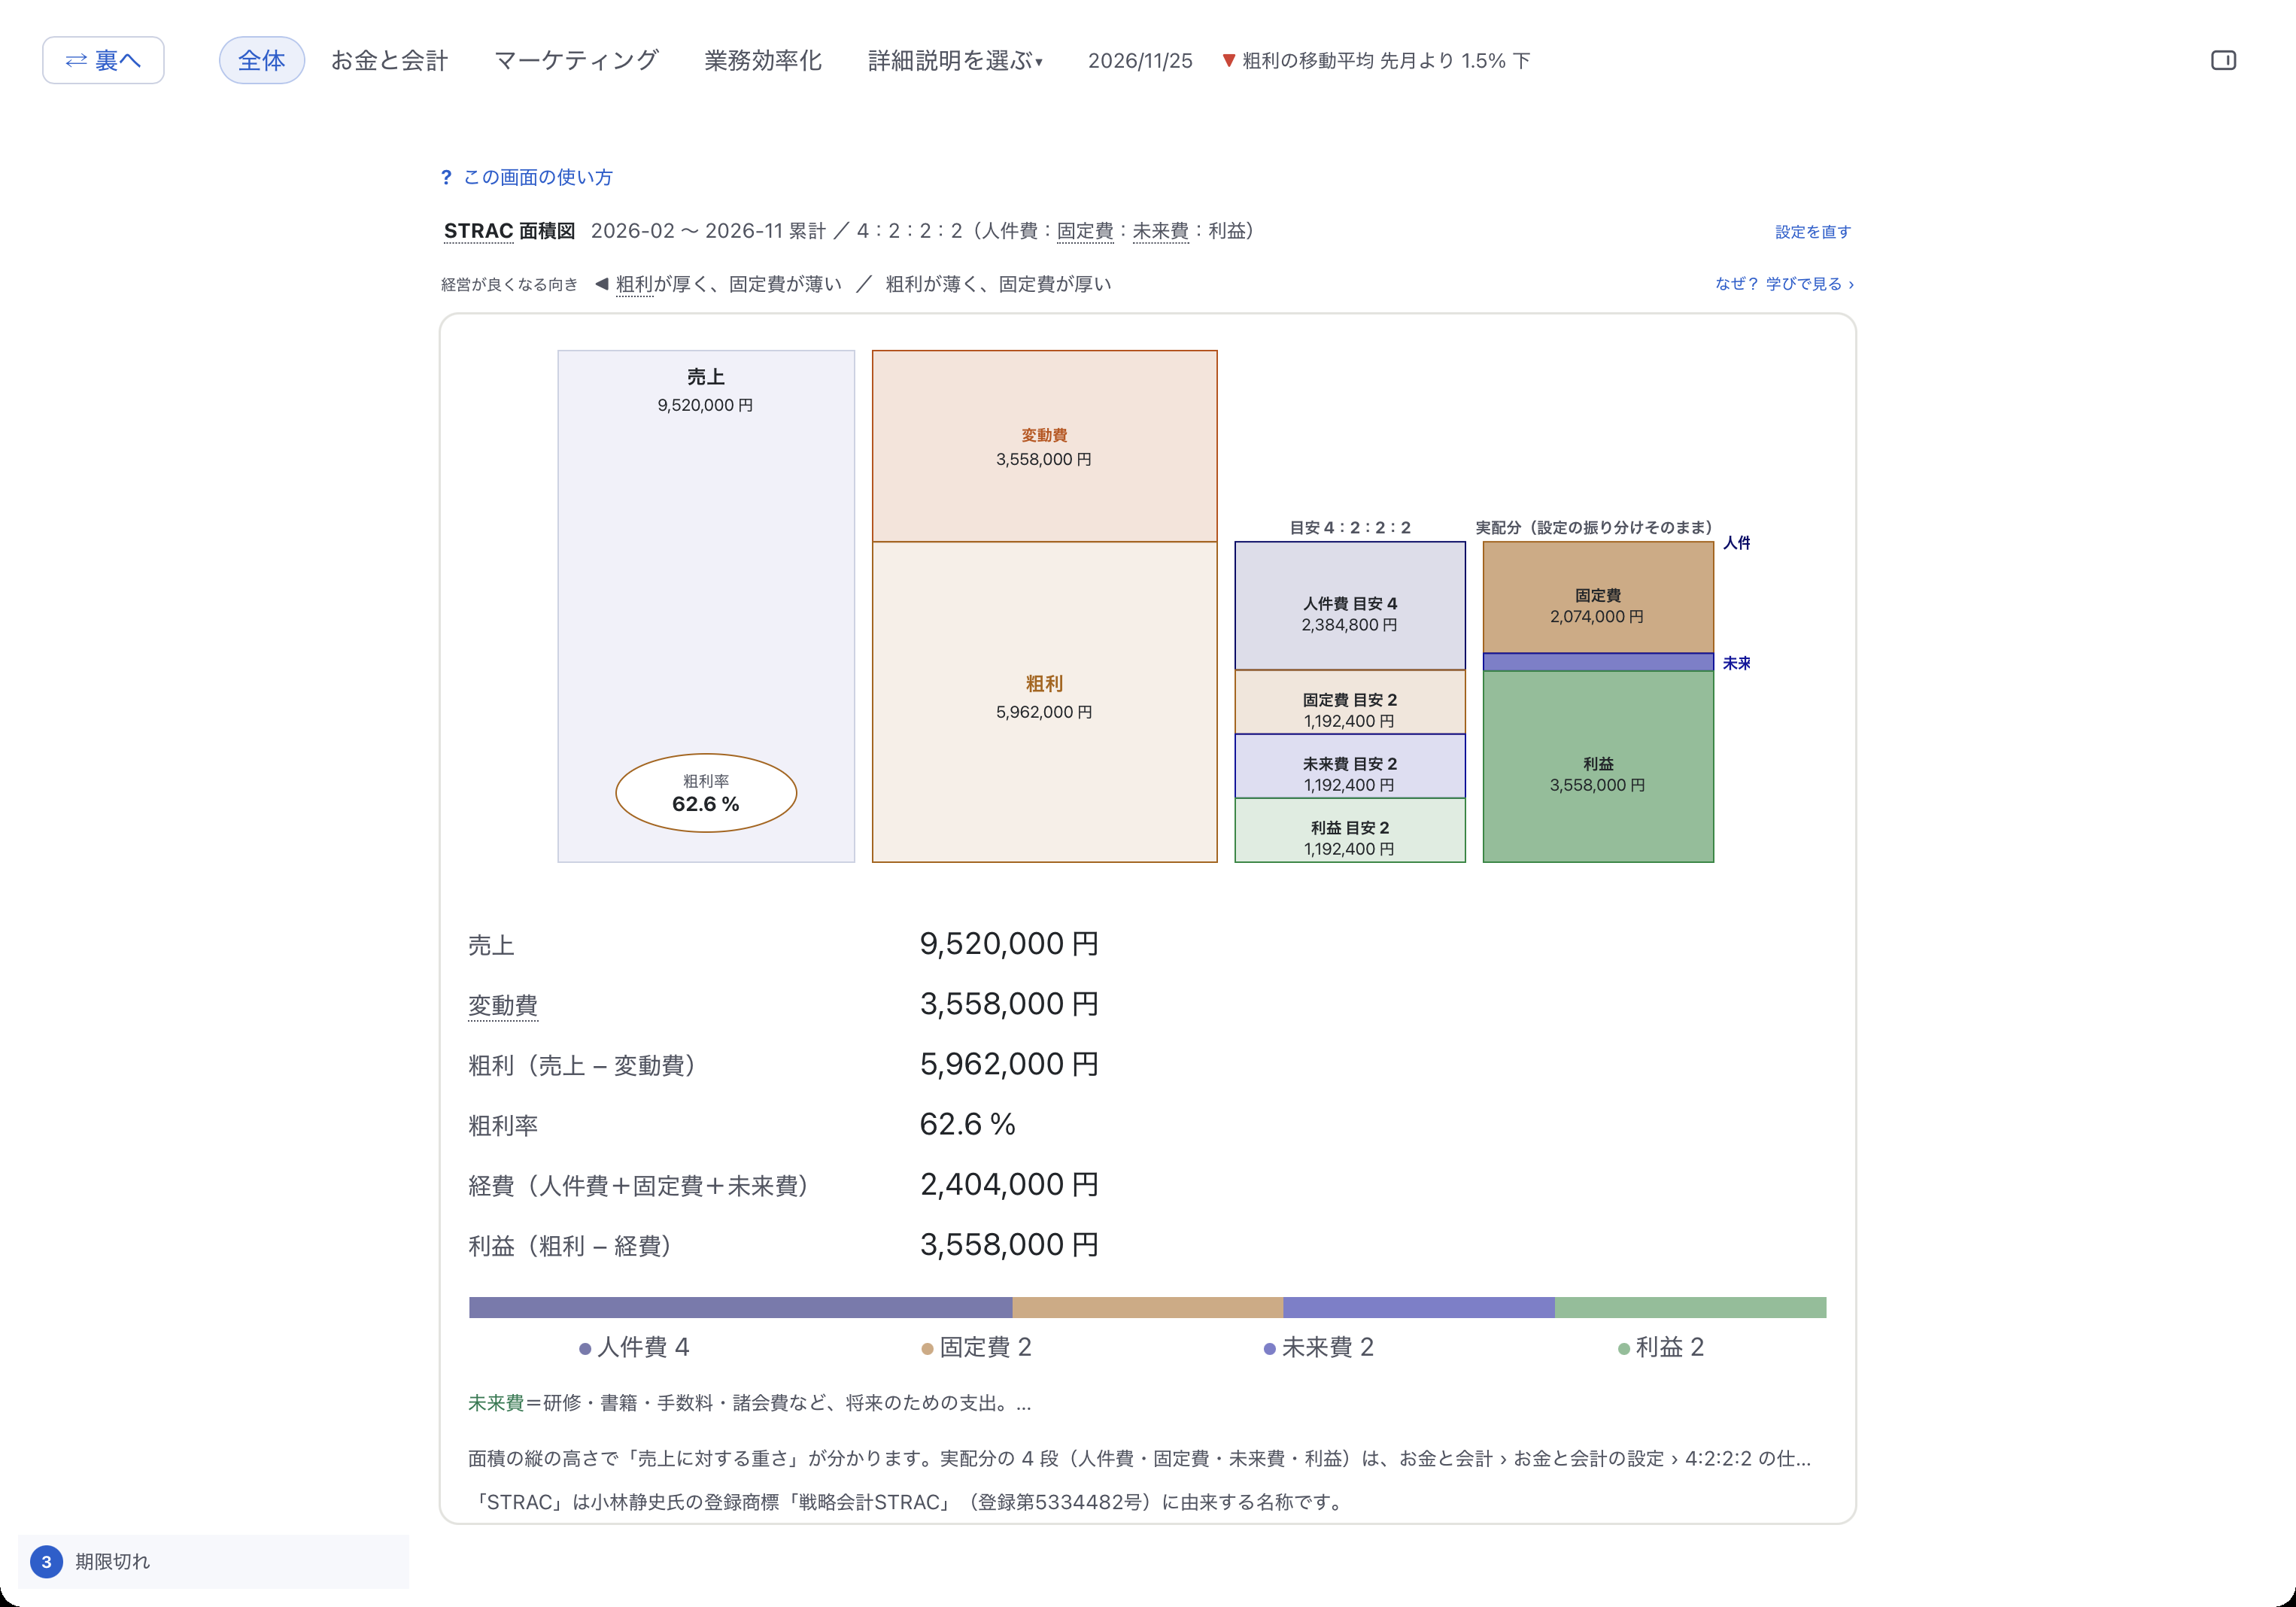 ⇄ 裏へ
全体
お金と会計
マーケティング
業務効率化
詳細説明を選ぶ▾
2026/11/25
▼ 粗利の移動平均 先月より 1.5% 下
? この画面の使い方
STRAC 面積図 2026-02 〜 2026-11 累計 ／ 4：2：2：2（人件費：固定費：未来費：利益）
設定を直す
経営が良くなる向き ◀ 粗利が厚く、固定費が薄い ／ 粗利が薄く、固定費が厚い
なぜ？ 学びで見る ›
売上
9,520,000 円
粗利率
62.6 %
変動費
3,558,000 円
粗利
5,962,000 円
目安 4：2：2：2
人件費 目安 4
2,384,800 円
固定費 目安 2
1,192,400 円
未来費 目安 2
1,192,400 円
利益 目安 2
1,192,400 円
実配分（設定の振り分けそのまま）
固定費
2,074,000 円
利益
3,558,000 円
未来
売上 9,520,000 円
変動費 3,558,000 円
粗利（売上 − 変動費） 5,962,000 円
粗利率 62.6 %
経費（人件費＋固定費＋未来費） 2,404,000 円
利益（粗利 − 経費） 3,558,000 円
人件費 4
固定費 2
未来費 2
利益 2
未来費＝研修・書籍・手数料・諸会費など、将来のための支出。…
面積の縦の高さで「売上に対する重さ」が分かります。実配分の 4 段（人件費・固定費・未来費・利益）は、お金と会計 › お金と会計の設定 › 4:2:2:2 の仕…
「STRAC」は小林静史氏の登録商標「戦略会計STRAC」（登録第5334482号）に由来する名称です。
3 期限切れ